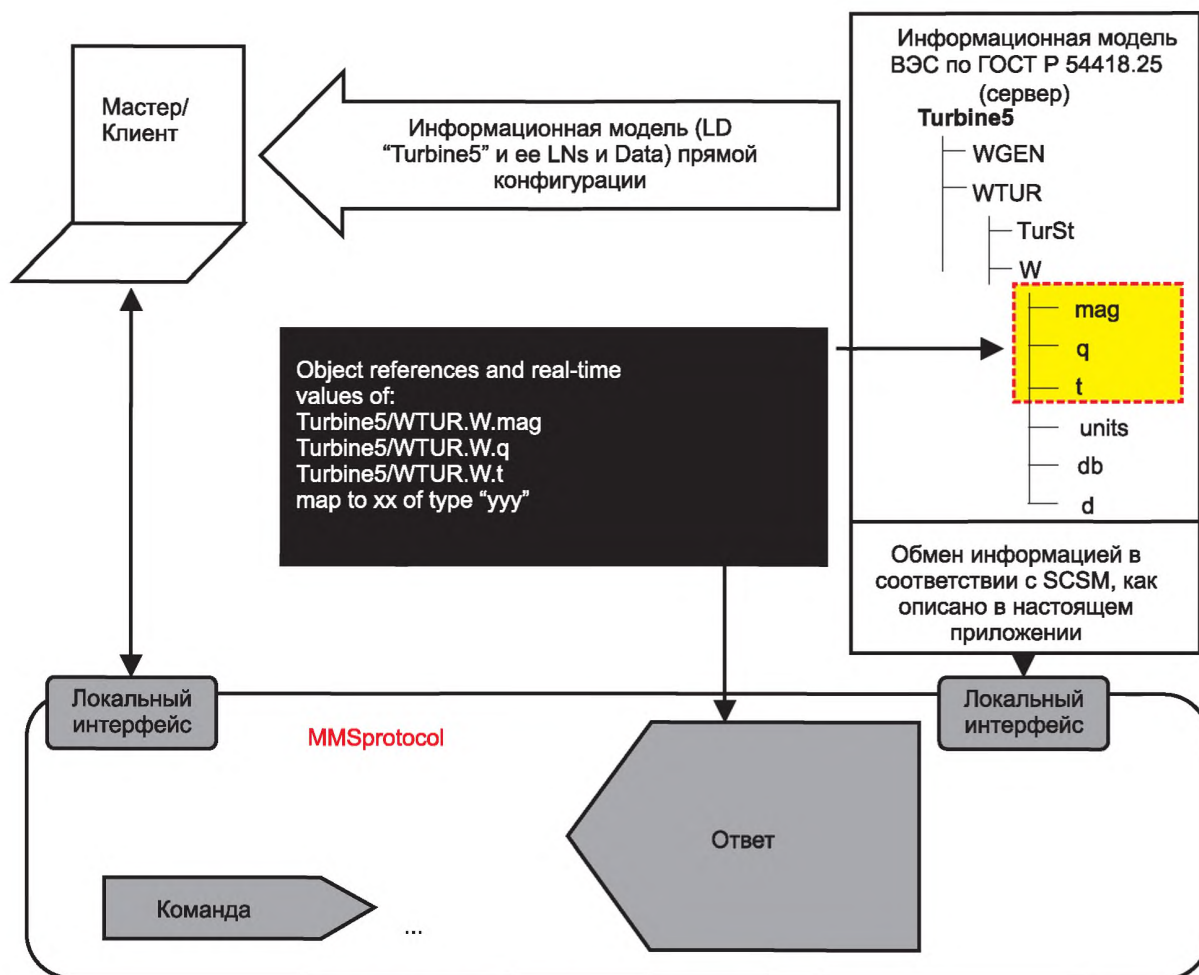 Мастер/
Клиент
Информационная модель (LD
“Turbine5” и ее LNs и Data) прямой
конфигурации
Информационная модель
ВЭС по ГОСТ Р 54418.25
(сервер)
Turbine5
WGEN
WTUR
TurSt
W
mag
q
t
units
db
d
Object references and real-time
values of:
Turbine5/WTUR.W.mag
Turbine5/WTUR.W.q
Turbine5/WTUR.W.t
map to xx of type “yyy”
Обмен информацией в
соответствии с SCSM, как
описано в настоящем
приложении
Локальный
интерфейс
Локальный
интерфейс
MMSprotocol
Ответ
Команда
...